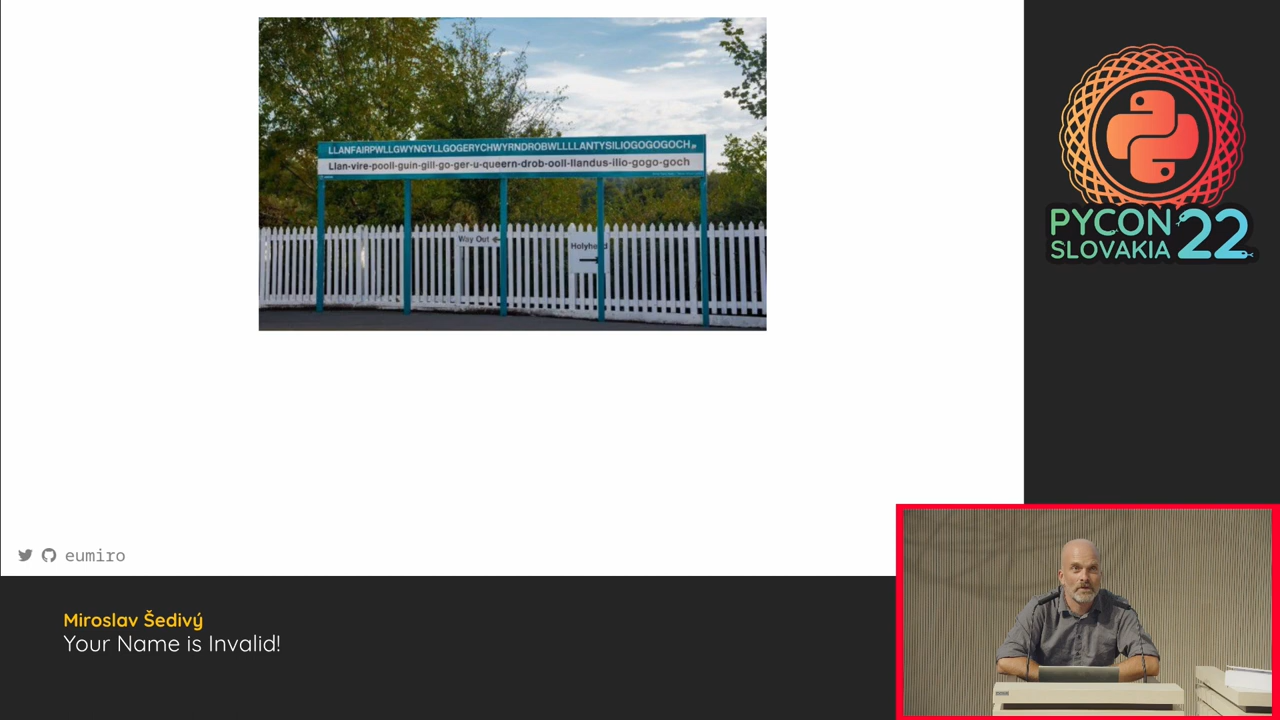 LLANFAIRPWLLGWYNGYLLGOGERYCHWYRNDROBWLLLLANTYSILIOGOGOGOCH
Llan-vire-pooll-guin-gill-go-ger-u-queern-drob-ooll-llandus-ilio-gogo-goch
Way Out
Holyhead
PYCON
SLOVAKIA
22
eumiro
Miroslav Šedivý
Your Name is Invalid!